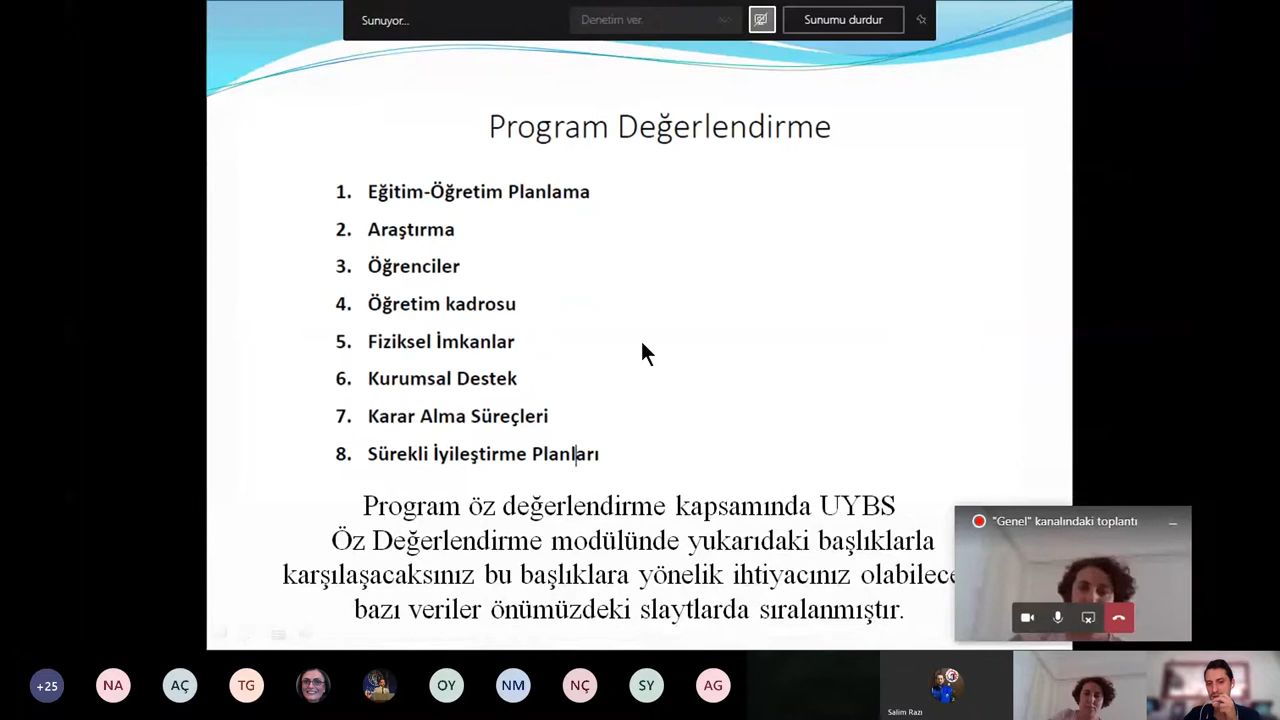 Sunuyor...
Denetim ver.
Sunumu durdur
Program Değerlendirme
1. Eğitim-Öğretim Planlama
2. Araştırma
3. Öğrenciler
4. Öğretim kadrosu
5. Fiziksel İmkanlar
6. Kurumsal Destek
7. Karar Alma Süreçleri
8. Sürekli İyileştirme Planları
Program öz değerlendirme kapsamında UYBS
Öz Değerlendirme modülünde yukarıdaki başlıklarla
karşılaşacaksınız bu başlıklara yönelik ihtiyacınız
bazı veriler önümüzdeki slaytlarda sıralanmıştır.
"Genel" kanalındaki toplantı
+25 NA AÇ TG OY NM NÇ SY AG
Salim Razı